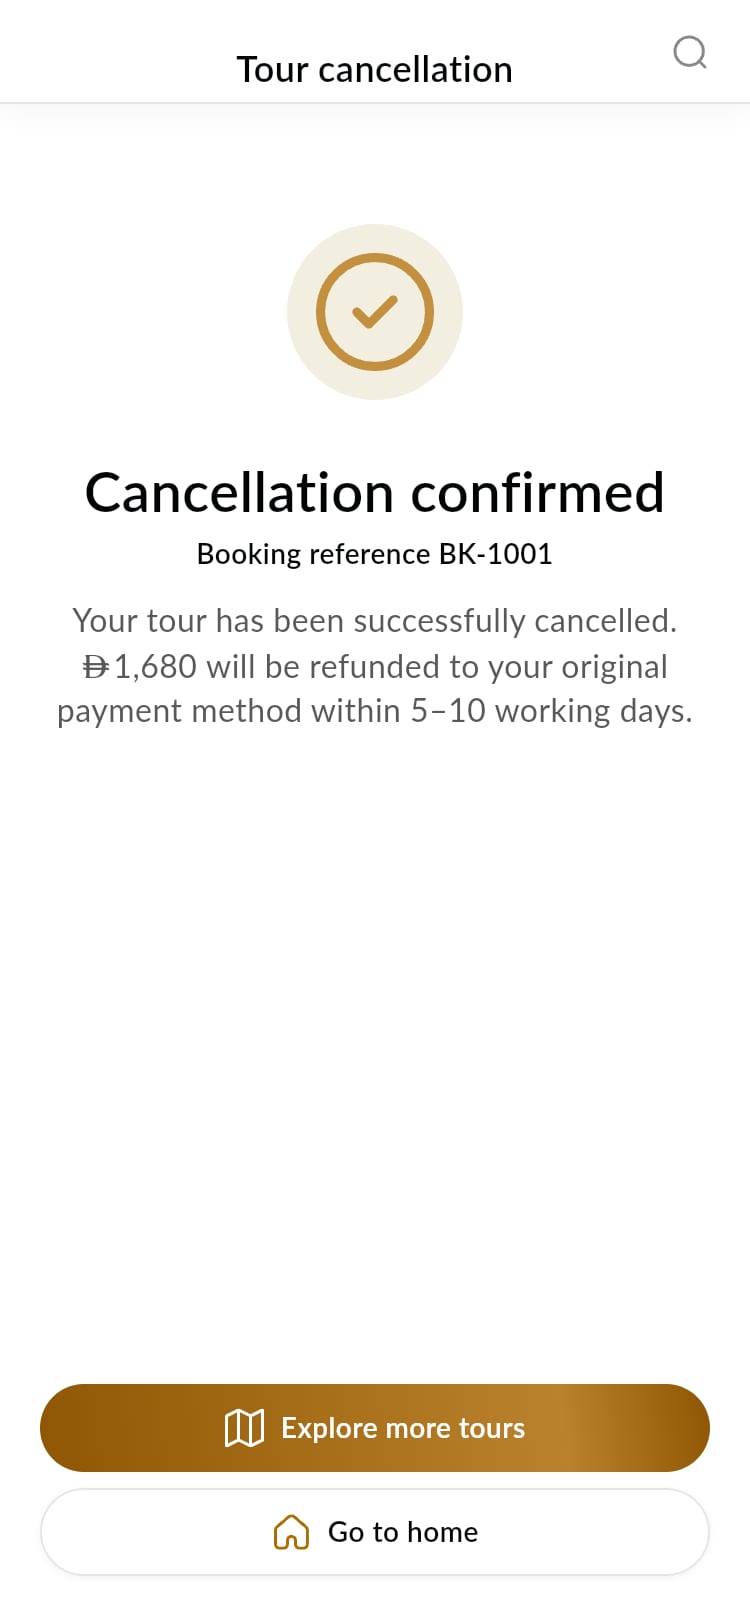 Tour cancellation
Cancellation confirmed
Booking reference BK-1001
Your tour has been successfully cancelled.
1,680 will be refunded to your original
payment method within 5–10 working days.
Explore more tours
Go to home